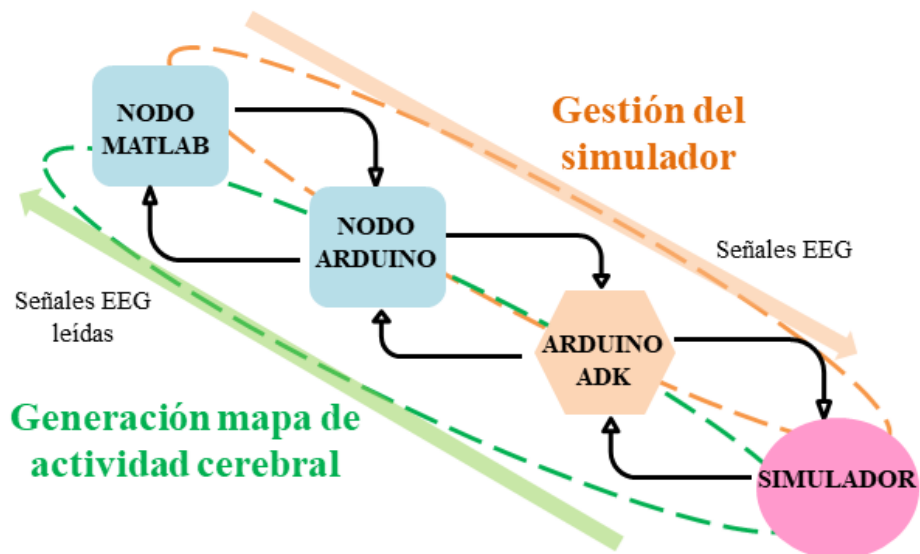 NODO
MATLAB
Gestión del
simulador
NODO
ARDUINO
Señales EEG
Señales EEG
leídas
ARDUINO
ADK
Generación mapa de
actividad cerebral
SIMULADOR